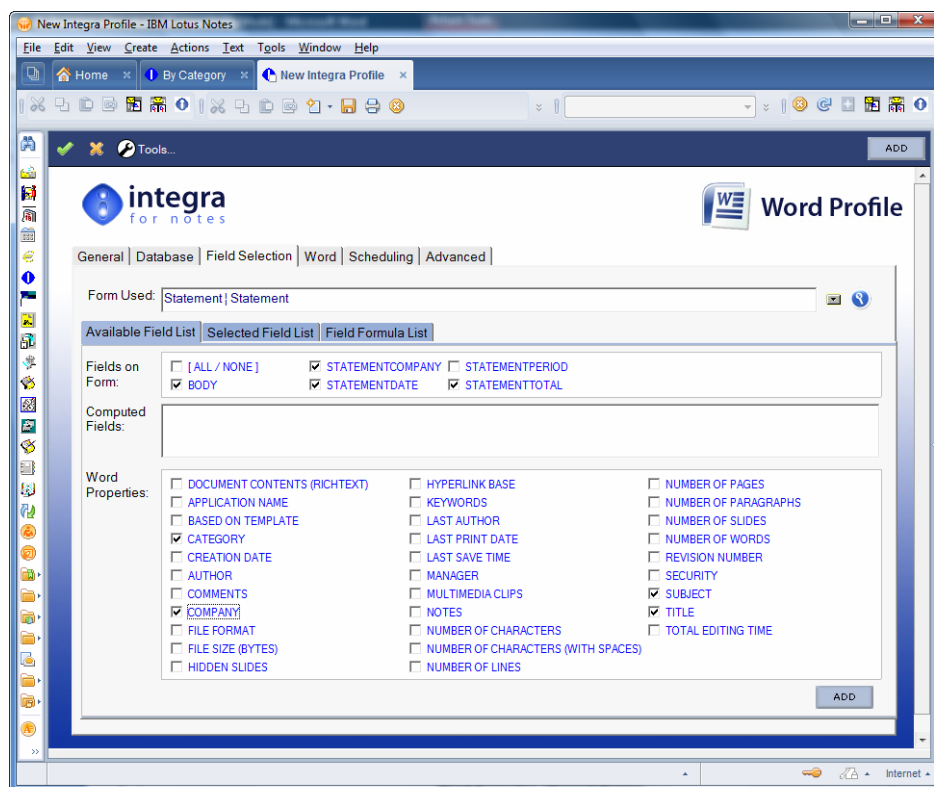 New Integra Profile - IBM Lotus Notes
File Edit View Create Actions Text Tools Window Help
Home By Category New Integra Profile
Tools... ADD
integra
for notes
Word Profile
General Database Field Selection Word Scheduling Advanced
Form Used: Statement | Statement
Available Field List Selected Field List Field Formula List
Fields on Form: [ ALL / NONE ] STATEMENTCOMPANY STATEMENTPERIOD
BODY STATEMENTDATE STATEMENTTOTAL
Computed Fields:
Word Properties:
DOCUMENT CONTENTS (RICHTEXT) HYPERLINK BASE NUMBER OF PAGES
APPLICATION NAME KEYWORDS NUMBER OF PARAGRAPHS
BASED ON TEMPLATE LAST AUTHOR NUMBER OF SLIDES
CATEGORY LAST PRINT DATE NUMBER OF WORDS
CREATION DATE LAST SAVE TIME REVISION NUMBER
AUTHOR MANAGER SECURITY
COMMENTS MULTIMEDIA CLIPS SUBJECT
COMPANY NOTES TITLE
FILE FORMAT NUMBER OF CHARACTERS TOTAL EDITING TIME
FILE SIZE (BYTES) NUMBER OF CHARACTERS (WITH SPACES)
HIDDEN SLIDES NUMBER OF LINES
ADD
Internet